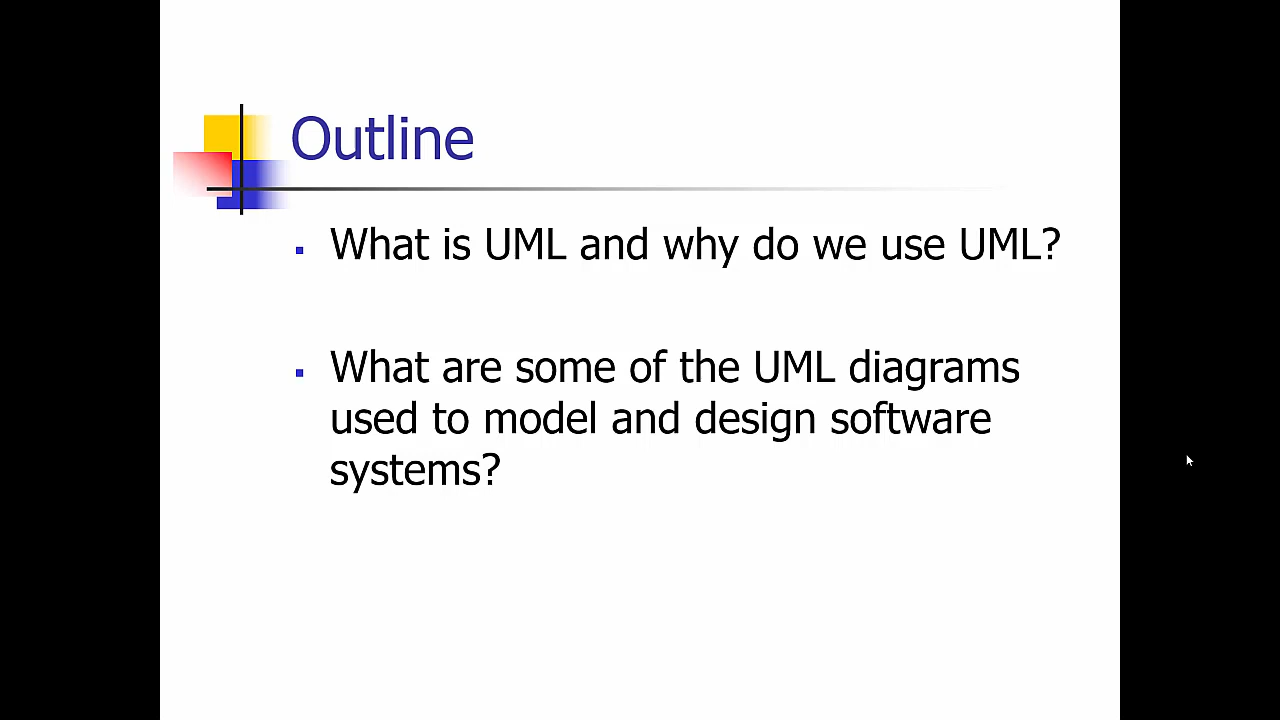 Outline
What is UML and why do we use UML?
What are some of the UML diagrams
used to model and design software
systems?